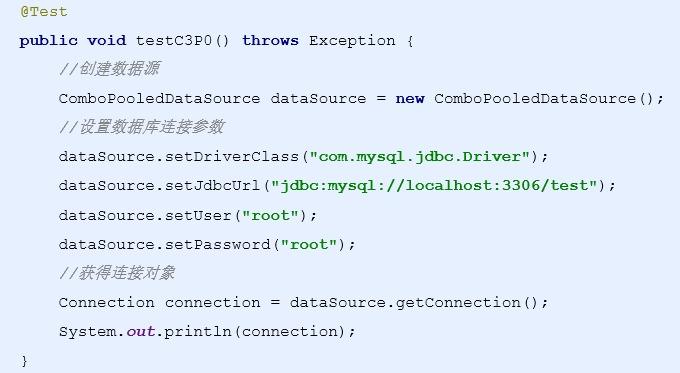 @Test
public void testC3P0() throws Exception {
    //创建数据源
    ComboPooledDataSource dataSource = new ComboPooledDataSource();
    //设置数据库连接参数
    dataSource.setDriverClass("com.mysql.jdbc.Driver");
    dataSource.setJdbcUrl("jdbc:mysql://localhost:3306/test");
    dataSource.setUser("root");
    dataSource.setPassword("root");
    //获得连接对象
    Connection connection = dataSource.getConnection();
    System.out.println(connection);
}